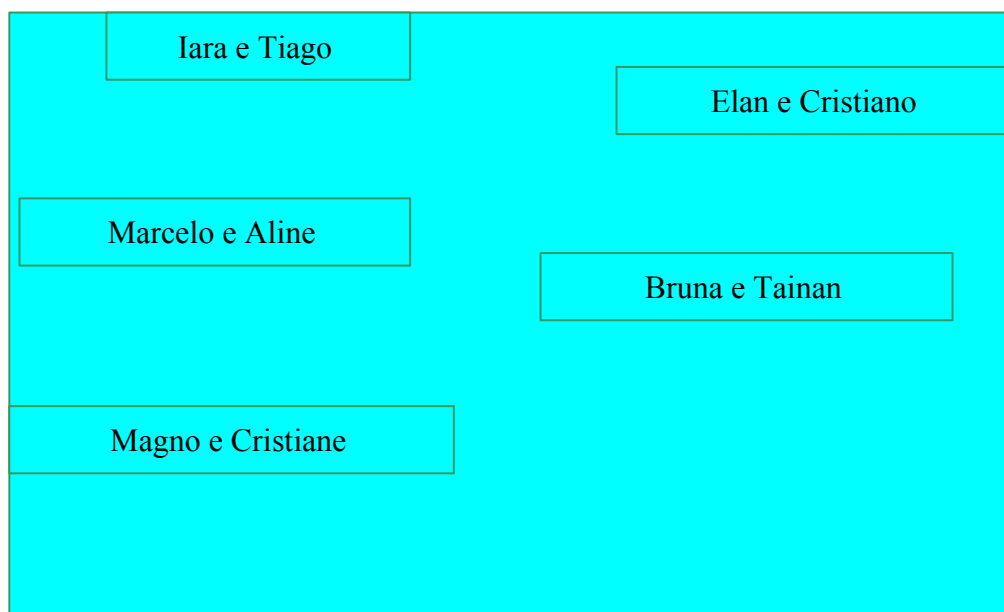 Iara e Tiago
Elan e Cristiano
Marcelo e Aline
Bruna e Tainan
Magno e Cristiane